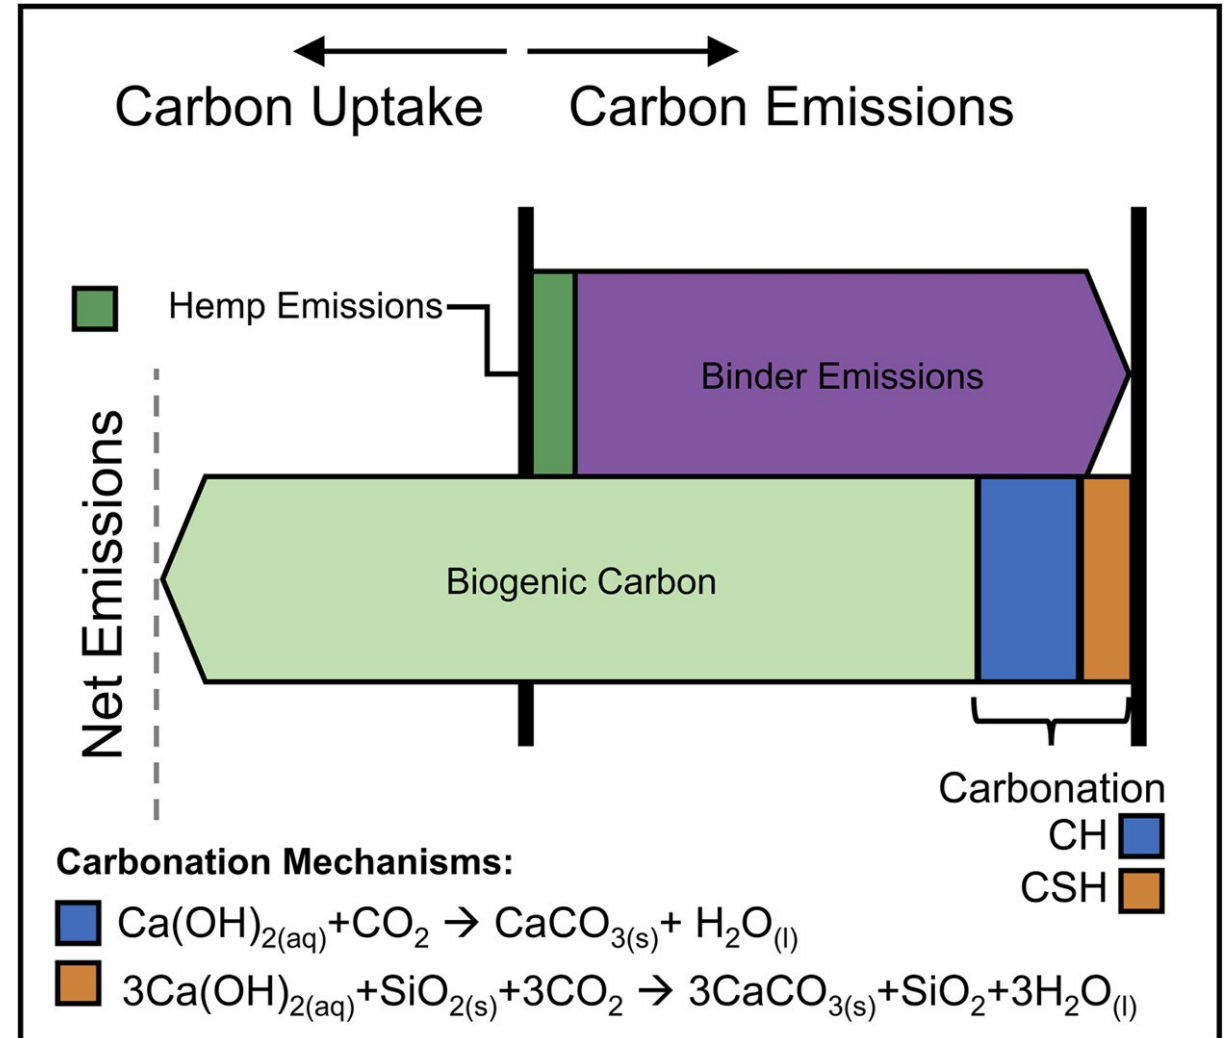 Carbon Uptake
Carbon Emissions
Hemp Emissions
Binder Emissions
Net Emissions
Biogenic Carbon
Carbonation
CH
CSH
Carbonation Mechanisms:
Ca(OH)₂₍aq₎+CO₂ → CaCO₃₍s₎+ H₂O₍l₎
3Ca(OH)₂₍aq₎+SiO₂₍s₎+3CO₂ → 3CaCO₃₍s₎+SiO₂+3H₂O₍l₎